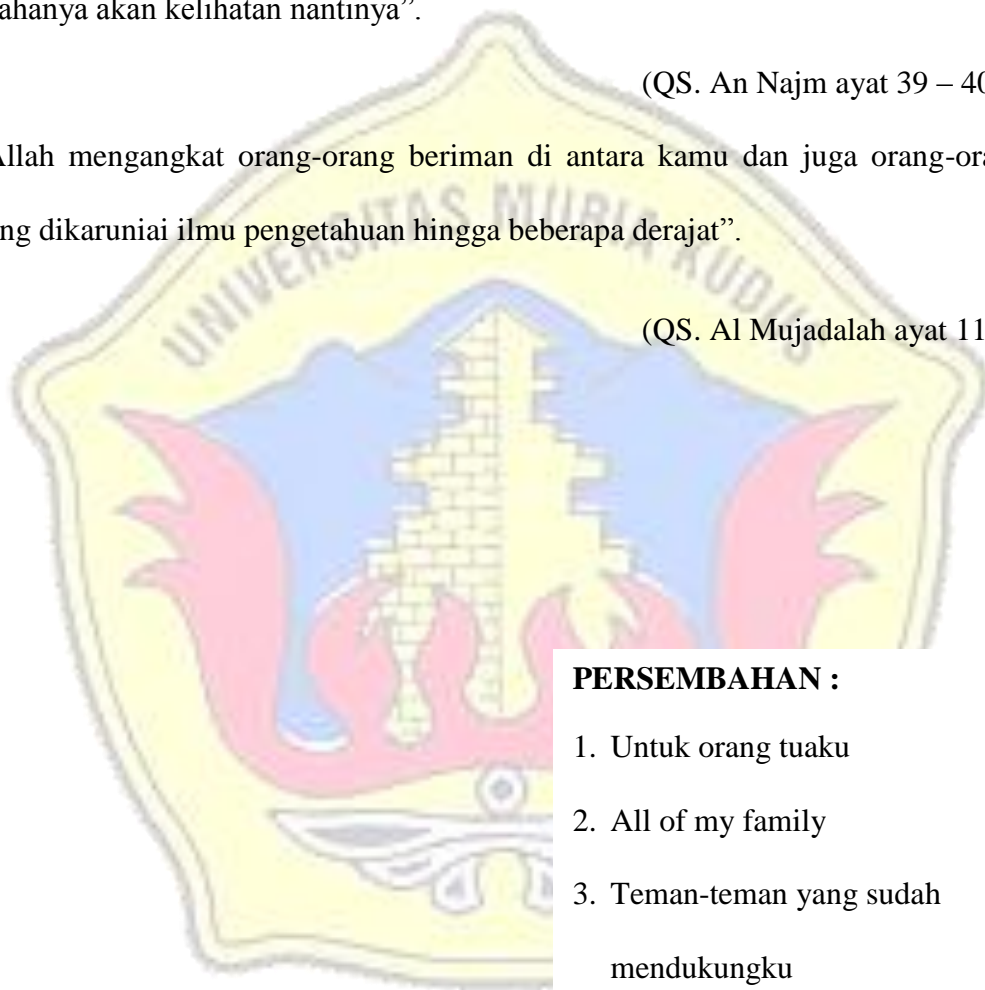 ahanya akan kelihatan nantinya”.
(QS. An Najm ayat 39 – 40
Allah mengangkat orang-orang beriman di antara kamu dan juga orang-ora
ng dikaruniai ilmu pengetahuan hingga beberapa derajat”.
UNIVERSITAS MURIA KUDUS
(QS. Al Mujadalah ayat 11
PERSEMBAHAN :
1. Untuk orang tuaku
2. All of my family
3. Teman-teman yang sudah
mendukungku